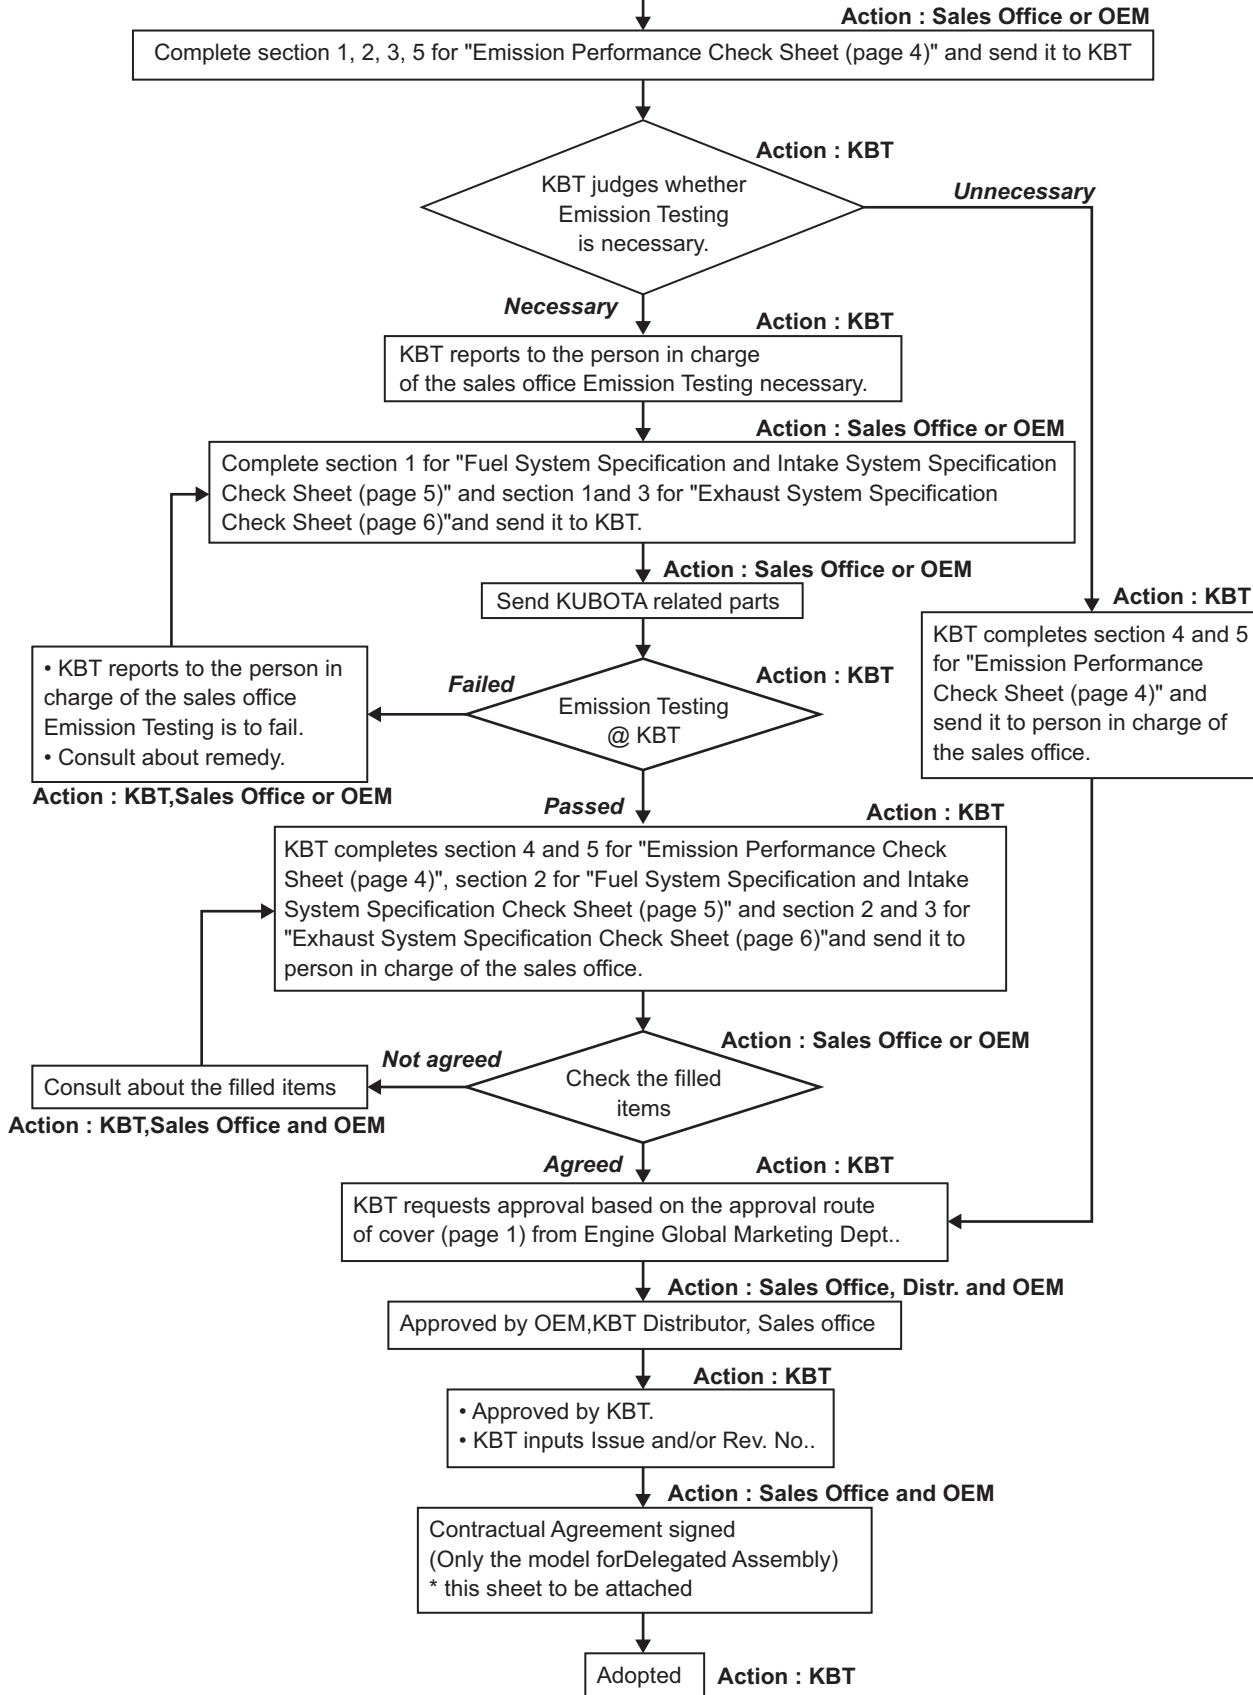 Action : Sales Office or OEM
Complete section 1, 2, 3, 5 for "Emission Performance Check Sheet (page 4)" and send it to KBT
Action : KBT
KBT judges whether
Emission Testing
is necessary.
Unnecessary
Necessary
Action : KBT
KBT reports to the person in charge
of the sales office Emission Testing necessary.
Action : Sales Office or OEM
Complete section 1 for "Fuel System Specification and Intake System Specification
Check Sheet (page 5)" and section 1and 3 for "Exhaust System Specification
Check Sheet (page 6)"and send it to KBT.
Action : Sales Office or OEM
Send KUBOTA related parts
Action : KBT
KBT completes section 4 and 5
for "Emission Performance
Check Sheet (page 4)" and
send it to person in charge of
the sales office.
Action : KBT
Emission Testing
@ KBT
Failed
• KBT reports to the person in
charge of the sales office
Emission Testing is to fail.
• Consult about remedy.
Action : KBT,Sales Office or OEM
Passed
Action : KBT
KBT completes section 4 and 5 for "Emission Performance Check
Sheet (page 4)", section 2 for "Fuel System Specification and Intake
System Specification Check Sheet (page 5)" and section 2 and 3 for
"Exhaust System Specification Check Sheet (page 6)"and send it to
person in charge of the sales office.
Action : Sales Office or OEM
Check the filled
items
Not agreed
Consult about the filled items
Action : KBT,Sales Office and OEM
Agreed
Action : KBT
KBT requests approval based on the approval route
of cover (page 1) from Engine Global Marketing Dept..
Action : Sales Office, Distr. and OEM
Approved by OEM,KBT Distributor, Sales office
Action : KBT
• Approved by KBT.
• KBT inputs Issue and/or Rev. No..
Action : Sales Office and OEM
Contractual Agreement signed
(Only the model forDelegated Assembly)
* this sheet to be attached
Adopted
Action : KBT